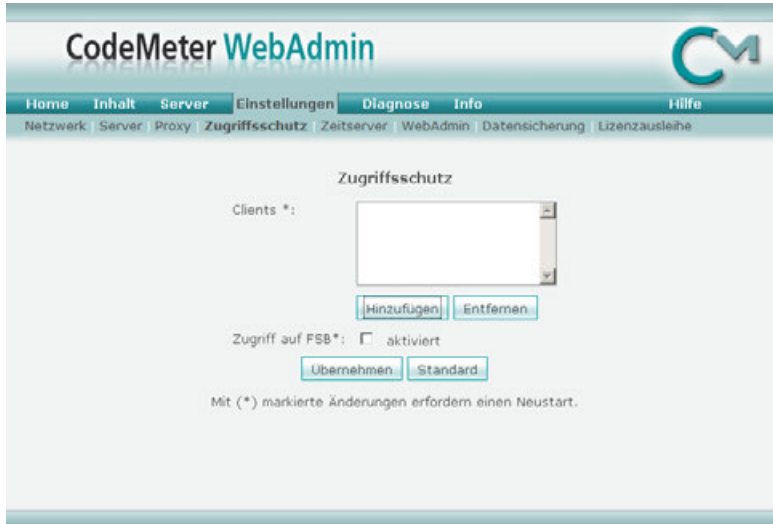 CodeMeter WebAdmin
CM
Home Inhalt Server Einstellungen Diagnose Info Hilfe
Netzwerk | Server | Proxy | Zugriffsschutz | Zeitserver | WebAdmin | Datensicherung | Lizenzausleihe
Zugriffsschutz
Clients *:
Hinzufügen Entfernen
Zugriff auf FSB*: aktiviert
Übernehmen Standard
Mit (*) markierte Änderungen erfordern einen Neustart.